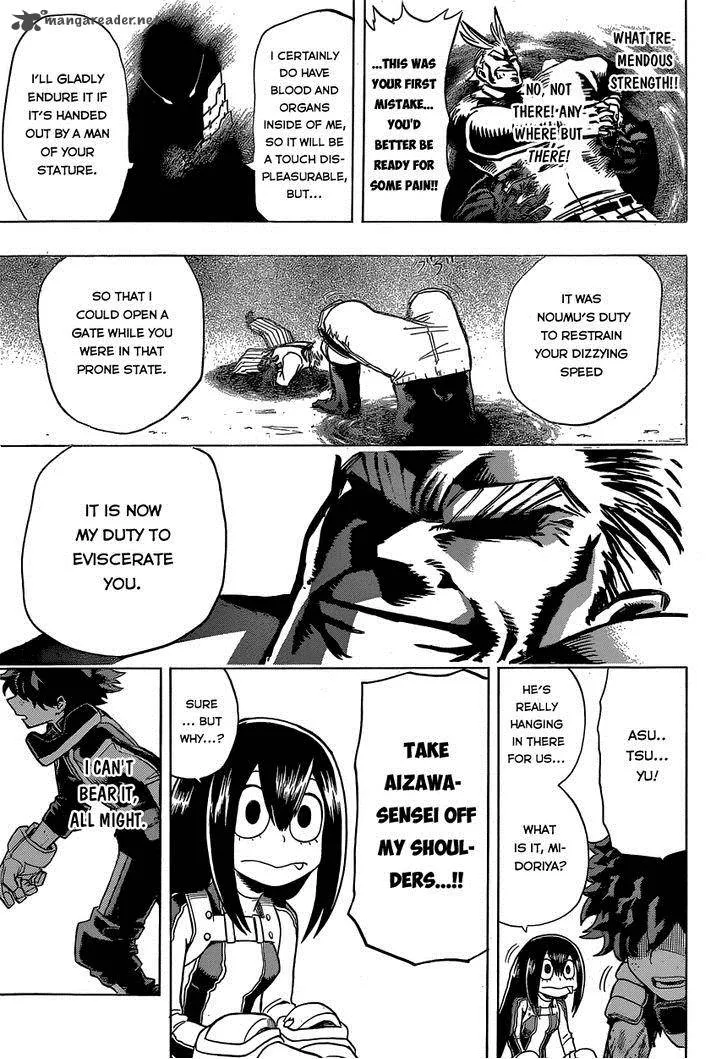 mangareader.net
WHAT TRE-
MENDOUS
STRENGTH!!
NO, NOT
THERE! ANY-
WHERE BUT
THERE!
...THIS WAS
YOUR FIRST
MISTAKE...
YOU'D
BETTER BE
READY FOR
SOME PAIN!!
I CERTAINLY
DO HAVE
BLOOD AND
ORGANS
INSIDE OF ME,
SO IT WILL BE
A TOUCH DIS-
PLEASURABLE,
BUT...
I'LL GLADLY
ENDURE IT IF
IT'S HANDED
OUT BY A MAN
OF YOUR
STATURE.
IT WAS
NOUMU'S DUTY
TO RESTRAIN
YOUR DIZZYING
SPEED
SO THAT I
COULD OPEN A
GATE WHILE YOU
WERE IN THAT
PRONE STATE.
IT IS NOW
MY DUTY TO
EVISCERATE
YOU.
ASU...
TSU...
YU!
HE'S
REALLY
HANGING
IN THERE
FOR US...
WHAT
IS IT, MI-
DORIYA?
TAKE
AIZAWA-
SENSEI OFF
MY SHOUL-
DERS...!!
SURE
... BUT
WHY...?
I CAN'T
BEAR IT,
ALL MIGHT.